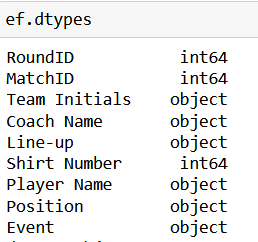 ef.dtypes
RoundID int64
MatchID int64
Team Initials object
Coach Name object
Line-up object
Shirt Number int64
Player Name object
Position object
Event object